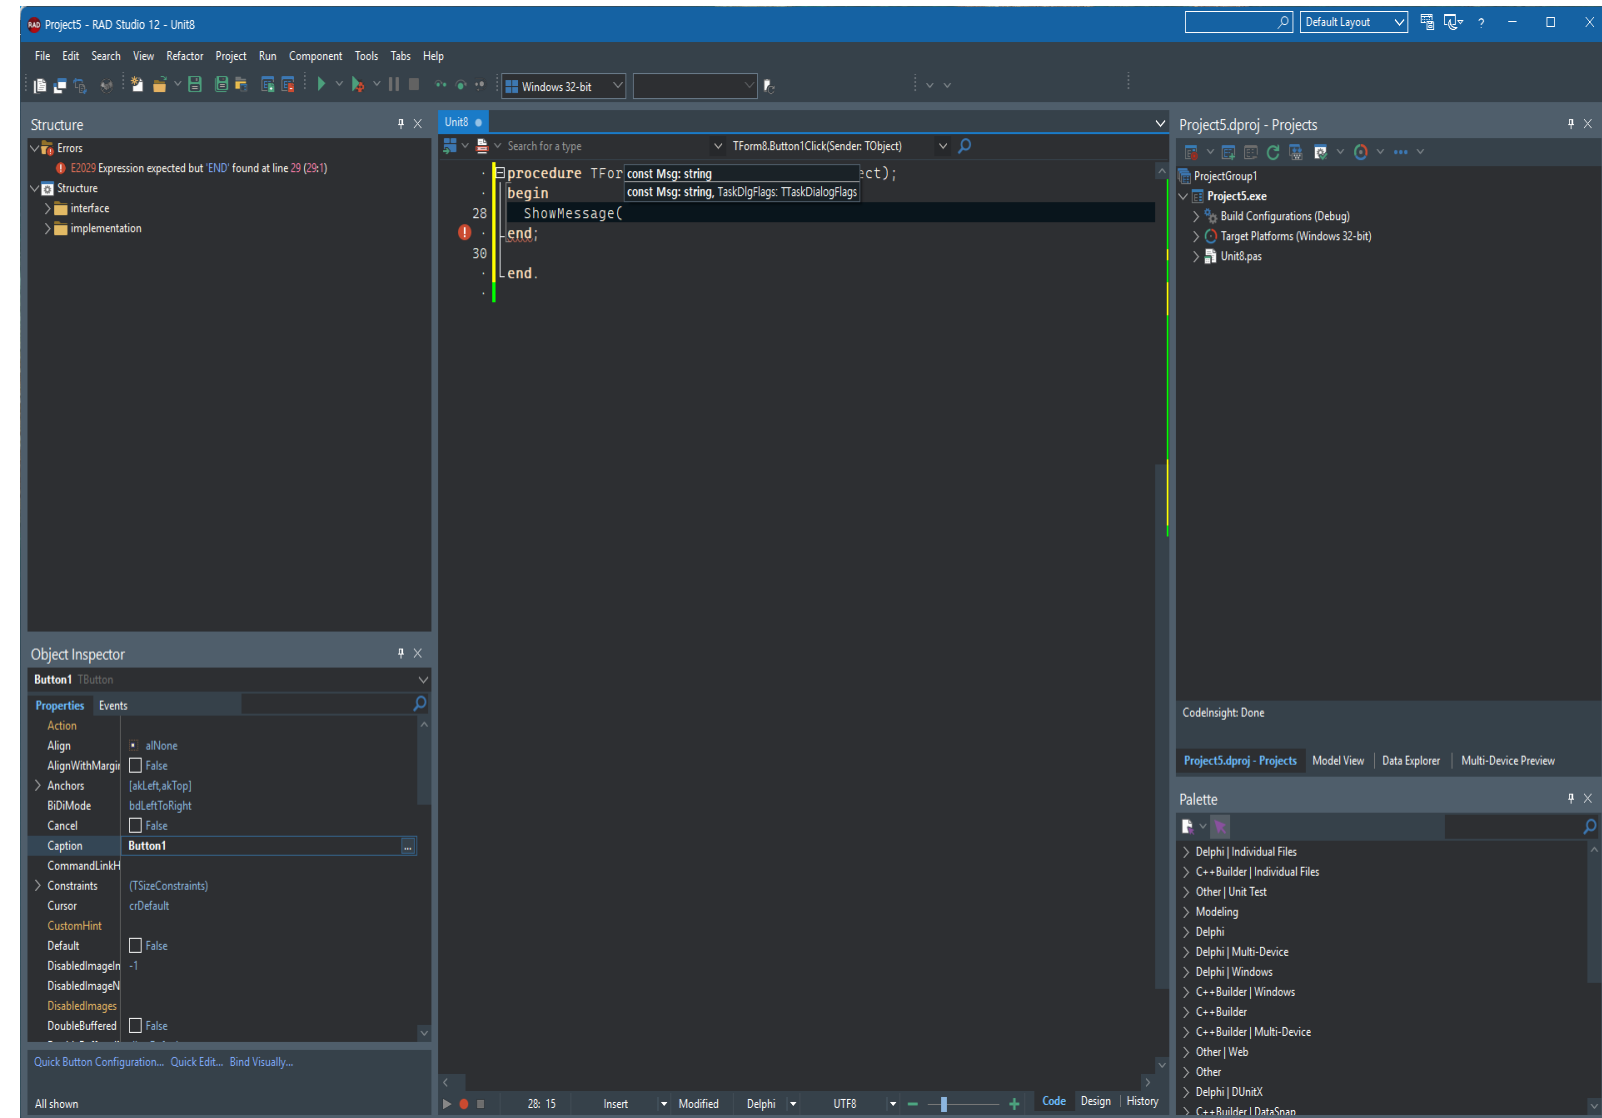 RAD Project5 - RAD Studio 12 - Unit8
Default Layout
?
File Edit Search View Refactor Project Run Component Tools Tabs Help
Windows 32-bit
Structure
Errors
E2029 Expression expected but 'END' found at line 29 (29:1)
Structure
interface
implementation
Object Inspector
Button1 TButton
Properties Events
Action
Align alNone
AlignWithMargin False
Anchors [akLeft,akTop]
BiDiMode bdLeftToRight
Cancel False
Caption Button1 ...
CommandLinkH
Constraints (TSizeConstraints)
Cursor crDefault
CustomHint
Default False
DisabledImageIn -1
DisabledImageN
DisabledImages
DoubleBuffered False
Quick Button Configuration... Quick Edit... Bind Visually...
All shown
Unit8
Search for a type TForm8.Button1Click(Sender: TObject)
procedure TFor const Msg: string ect);
begin const Msg: string, TaskDlgFlags: TTaskDialogFlags
28 ShowMessage(
end;
30
end.
28: 15 Insert Modified Delphi UTF8 Code Design History
Project5.dproj - Projects
ProjectGroup1
Project5.exe
Build Configurations (Debug)
Target Platforms (Windows 32-bit)
Unit8.pas
CodeInsight: Done
Project5.dproj - Projects Model View Data Explorer Multi-Device Preview
Palette
Delphi | Individual Files
C++Builder | Individual Files
Other | Unit Test
Modeling
Delphi
Delphi | Multi-Device
Delphi | Windows
C++Builder | Windows
C++Builder
C++Builder | Multi-Device
Other | Web
Other
Delphi | DUnitX
C++Builder | DataSnap